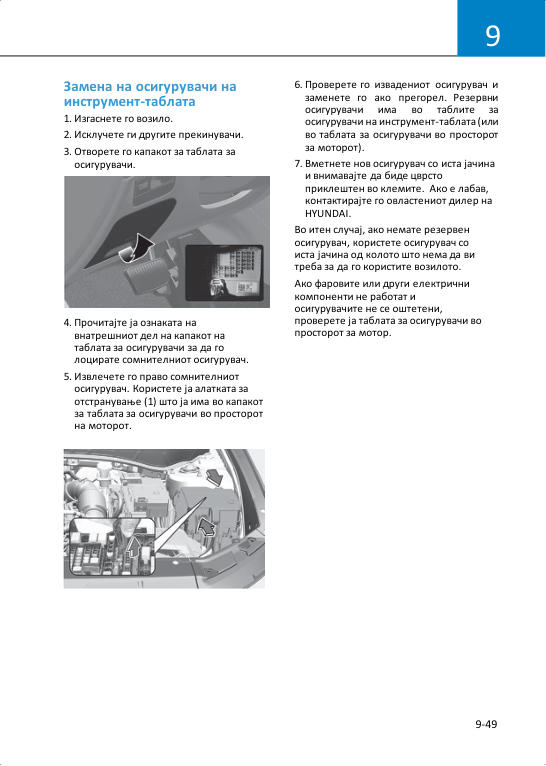 9
Замена на осигурувачи на
инструмент-таблата
1. Изгаснете го возило.
2. Исклучете ги другите прекинувачи.
3. Отворете го капакот за таблата за
осигурувачи.
4. Прочитајте ја ознаката на
внатрешниот дел на капакот на
таблата за осигурувачи за да го
лоцирате сомнителниот осигурувач.
5. Извлечете го право сомнителниот
осигурувач. Користете ја алатката за
отстранување (1) што ја има во капакот
за таблата за осигурувачи во просторот
на моторот.
6. Проверете го извадениот осигурувач и
заменете го ако прегорел. Резервни
осигурувачи има во таблите за
осигурувачи на инструмент-таблата (или
во таблата за осигурувачи во просторот
за моторот).
7. Вметнете нов осигурувач со иста јачина
и внимавајте да биде цврсто
приклештен во клемите. Ако е лабав,
контактирајте го овластениот дилер на
HYUNDAI.
Во итен случај, ако немате резервен
осигурувач, користете осигурувач со
иста јачина од колото што нема да ви
треба за да го користите возилото.
Ако фаровите или други електрични
компоненти не работат и
осигурувачите не се оштетени,
проверете ја таблата за осигурувачи во
просторот за мотор.
9-49